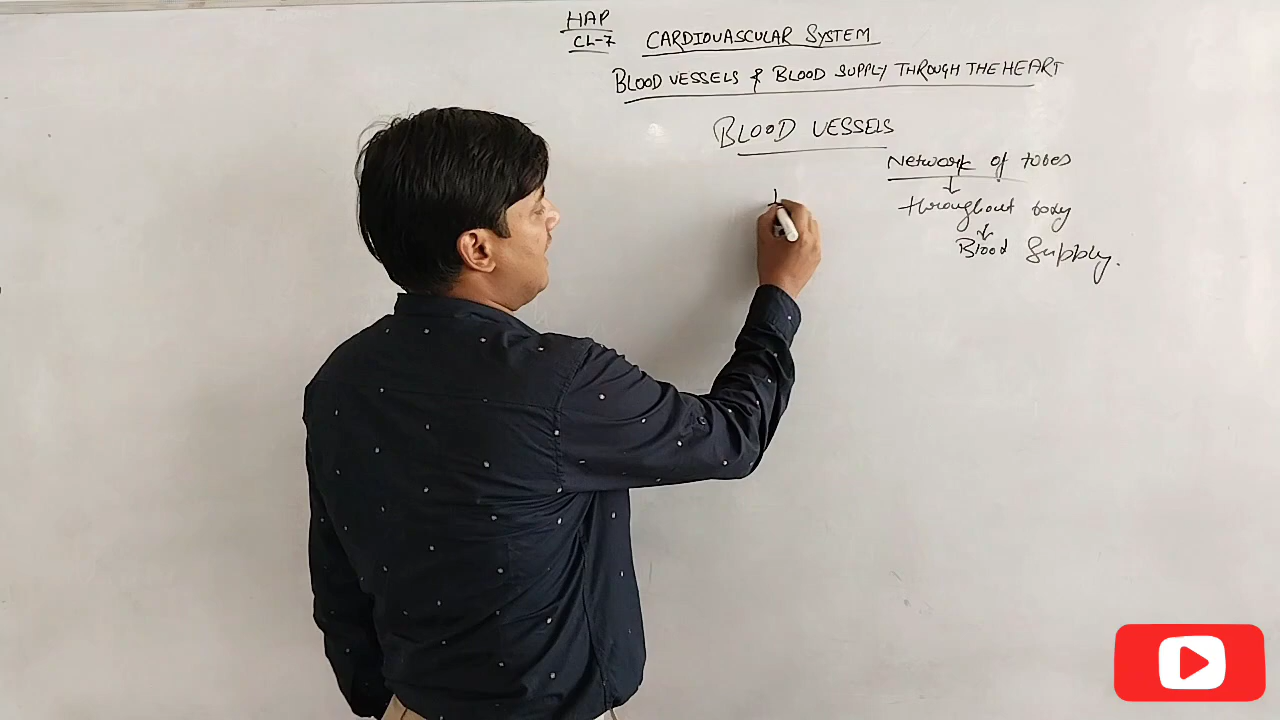 HAP
CL-7
CARDIOVASCULAR SYSTEM
BLOOD VESSELS & BLOOD SUPPLY THROUGH THE HEART
BLOOD VESSELS
Network of tubes
throughout body
Blood Supply.